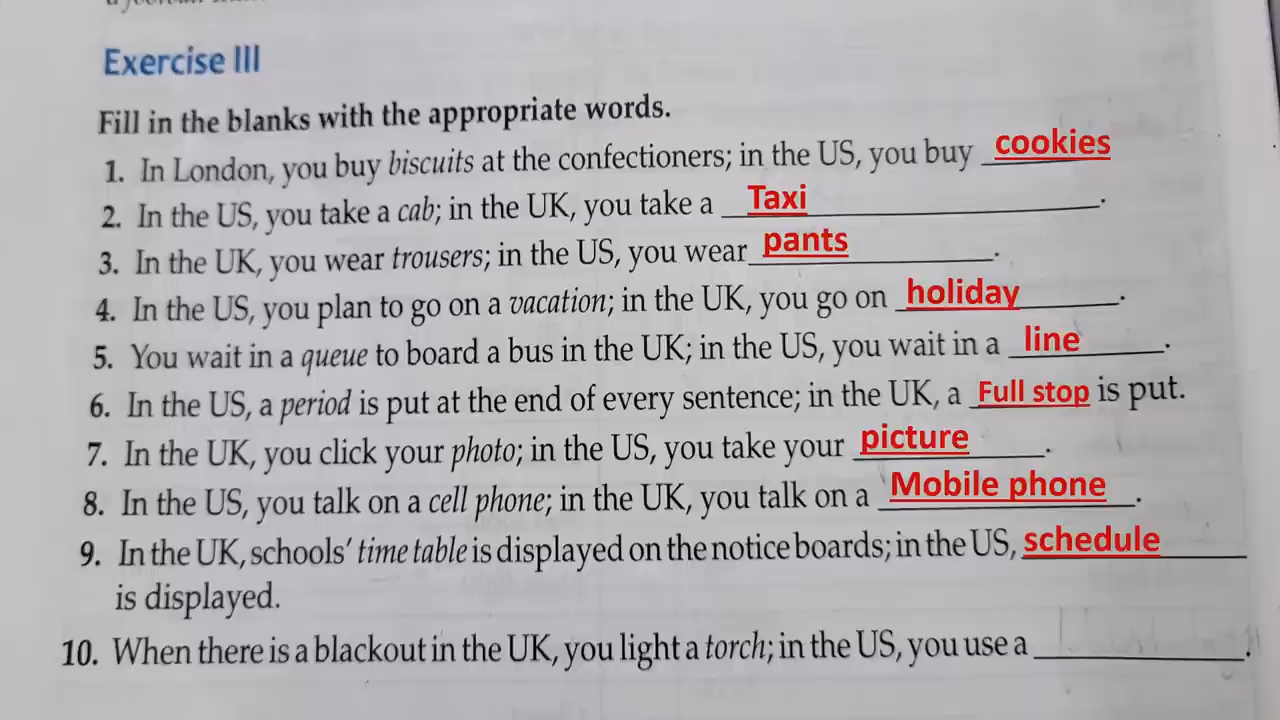 Exercise III
Fill in the blanks with the appropriate words.
1. In London, you buy biscuits at the confectioners; in the US, you buy cookies
2. In the US, you take a cab; in the UK, you take a Taxi.
3. In the UK, you wear trousers; in the US, you wear pants.
4. In the US, you plan to go on a vacation; in the UK, you go on holiday.
5. You wait in a queue to board a bus in the UK; in the US, you wait in a line.
6. In the US, a period is put at the end of every sentence; in the UK, a Full stop is put.
7. In the UK, you click your photo; in the US, you take your picture.
8. In the US, you talk on a cell phone; in the UK, you talk on a Mobile phone.
9. In the UK, schools' time table is displayed on the notice boards; in the US, schedule
is displayed.
10. When there is a blackout in the UK, you light a torch; in the US, you use a ________.